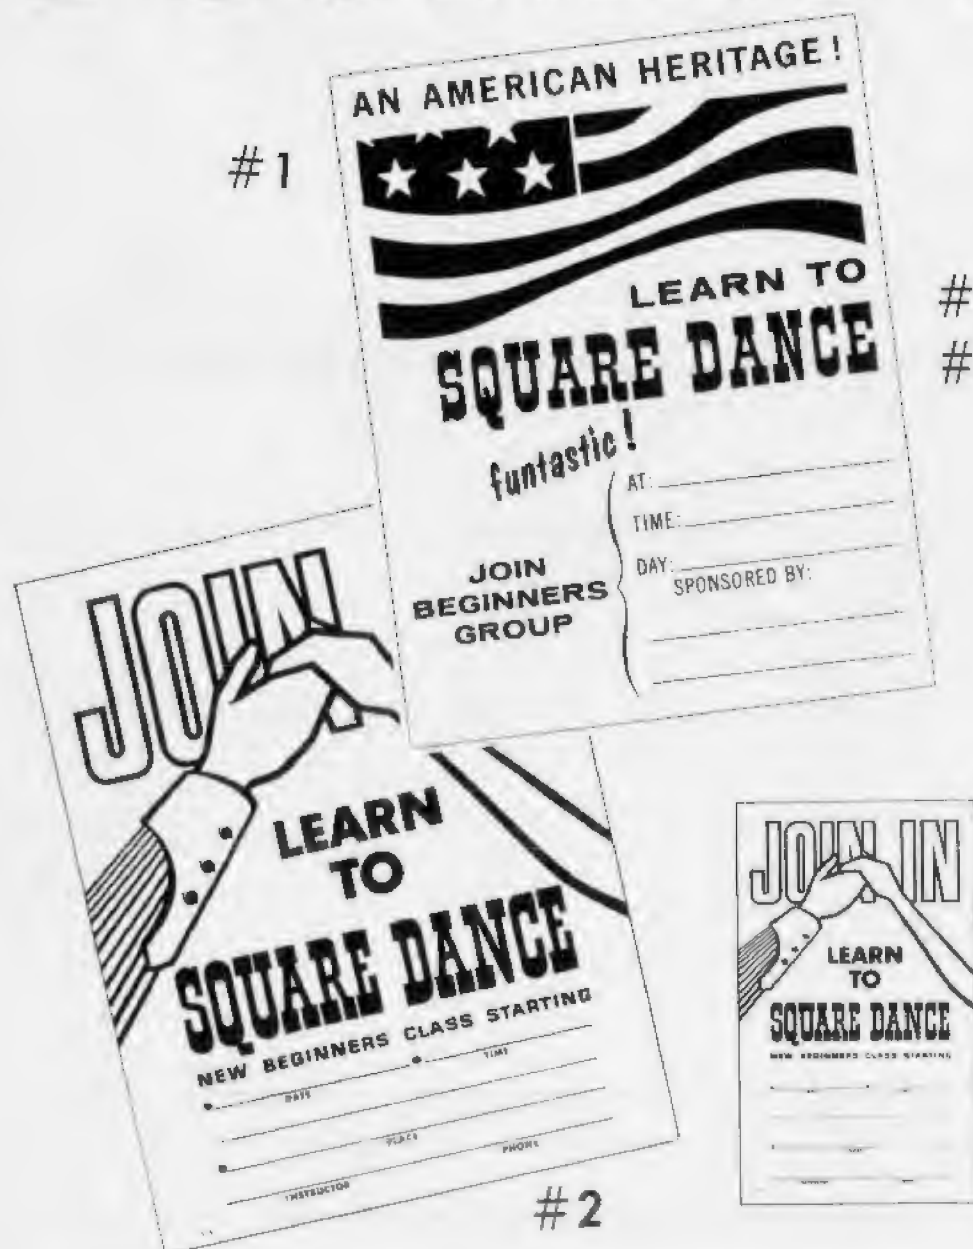 #1
AN AMERICAN HERITAGE!
LEARN TO
SQUARE DANCE
funtastic!
JOIN
BEGINNERS
GROUP
AT:
TIME:
DAY:
SPONSORED BY:
#
#
JOIN
LEARN
TO
SQUARE DANCE
NEW BEGINNERS CLASS STARTING
DATE TIME
PLACE
INSTRUCTOR PHONE
#2
JOIN IN
LEARN
TO
SQUARE DANCE
NEW BEGINNERS CLASS STARTING